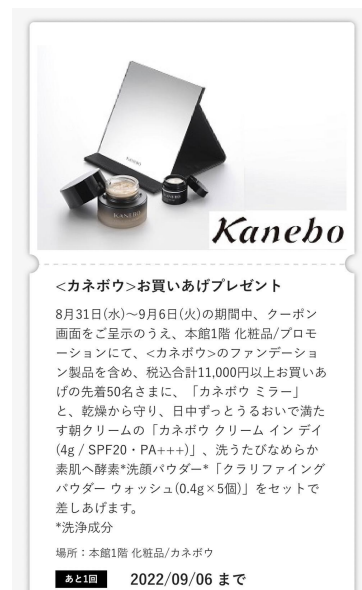 Kanebo
<カネボウ>お買いあげプレゼント
8月31日(水)〜9月6日(火)の期間中、クーポン
画面をご呈示のうえ、本館1階 化粧品/プロモ
ーションにて、<カネボウ>のファンデーショ
ン製品を含め、税込合計11,000円以上お買いあ
げの先着50名さまに、「カネボウ ミラー」
と、乾燥から守り、日中ずっとうるおいで満た
す朝クリームの「カネボウ クリーム イン デイ
(4g / SPF20・PA+++)」、洗うたびなめらか
素肌へ酵素*洗顔パウダー*「クラリファイング
パウダー ウォッシュ(0.4g×5個)」をセットで
差しあげます。
*洗浄成分
場所：本館1階 化粧品/カネボウ
あと1回 2022/09/06 まで